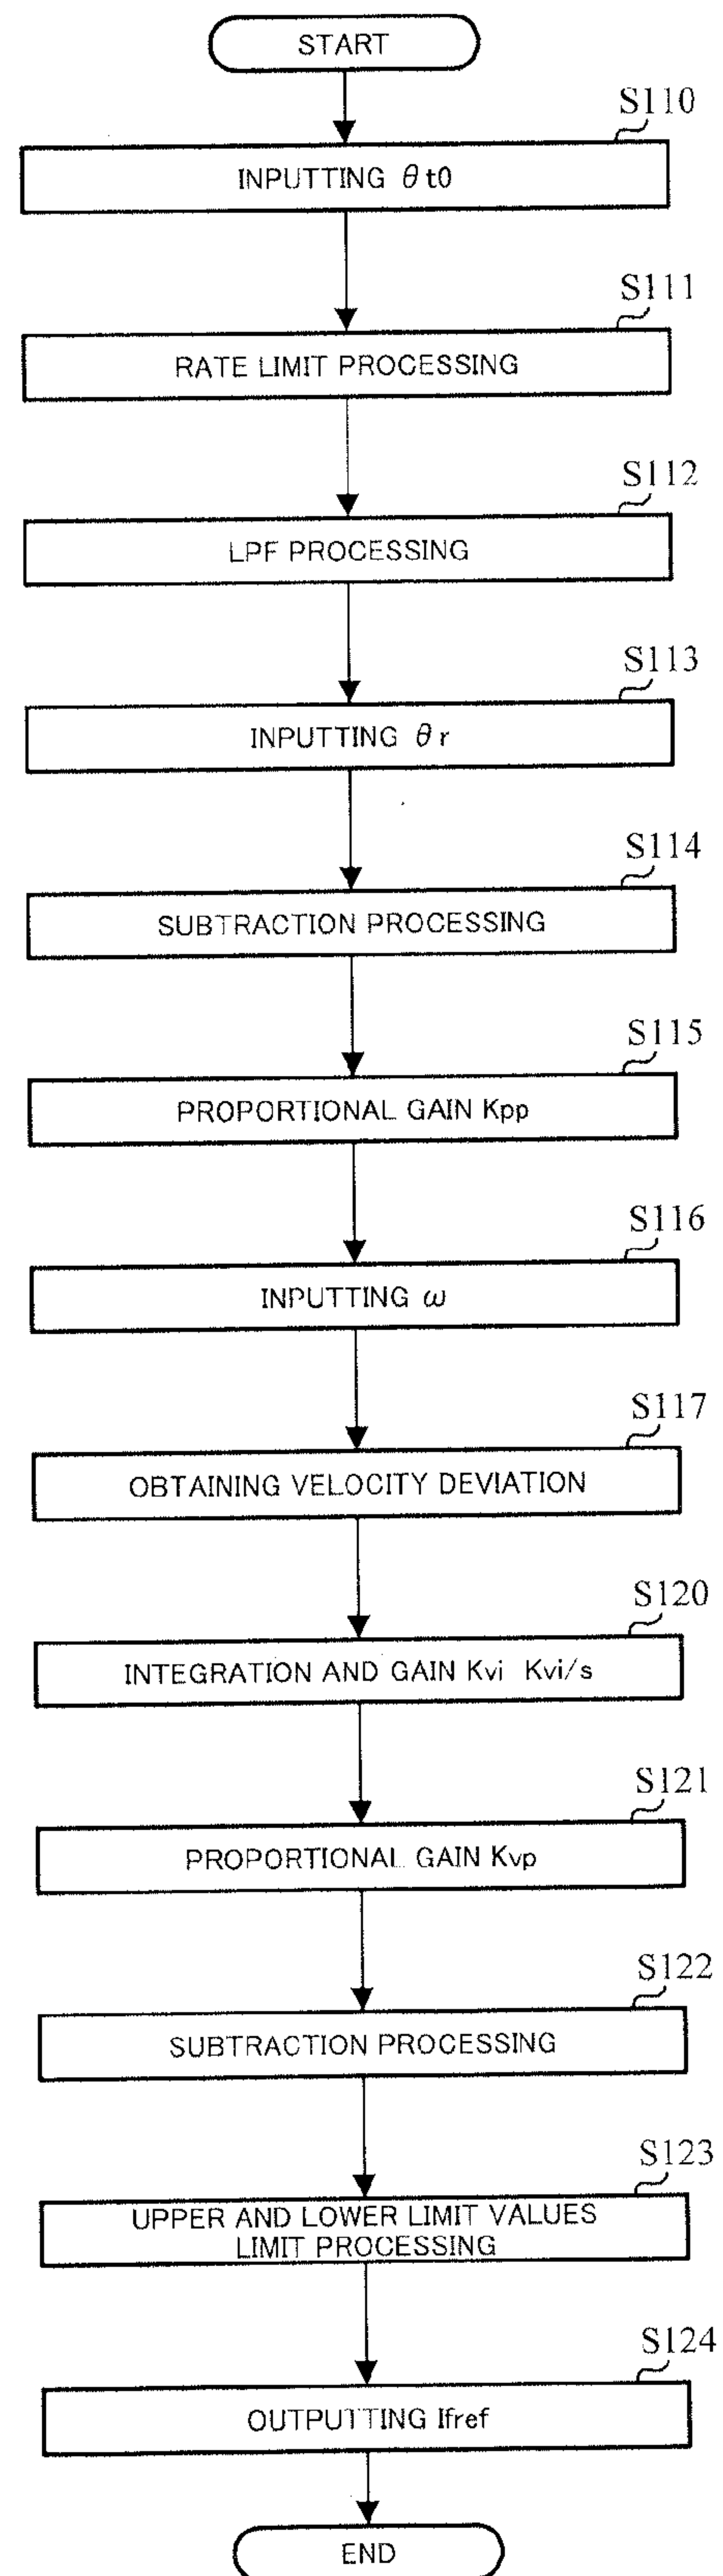 START
S110
INPUTTING θt0
S111
RATE LIMIT PROCESSING
S112
LPF PROCESSING
S113
INPUTTING θr
S114
SUBTRACTION PROCESSING
S115
PROPORTIONAL GAIN Kpp
S116
INPUTTING ω
S117
OBTAINING VELOCITY DEVIATION
S120
INTEGRATION AND GAIN Kvi Kvi/s
S121
PROPORTIONAL GAIN Kvp
S122
SUBTRACTION PROCESSING
S123
UPPER AND LOWER LIMIT VALUES
LIMIT PROCESSING
S124
OUTPUTTING Ifref
END